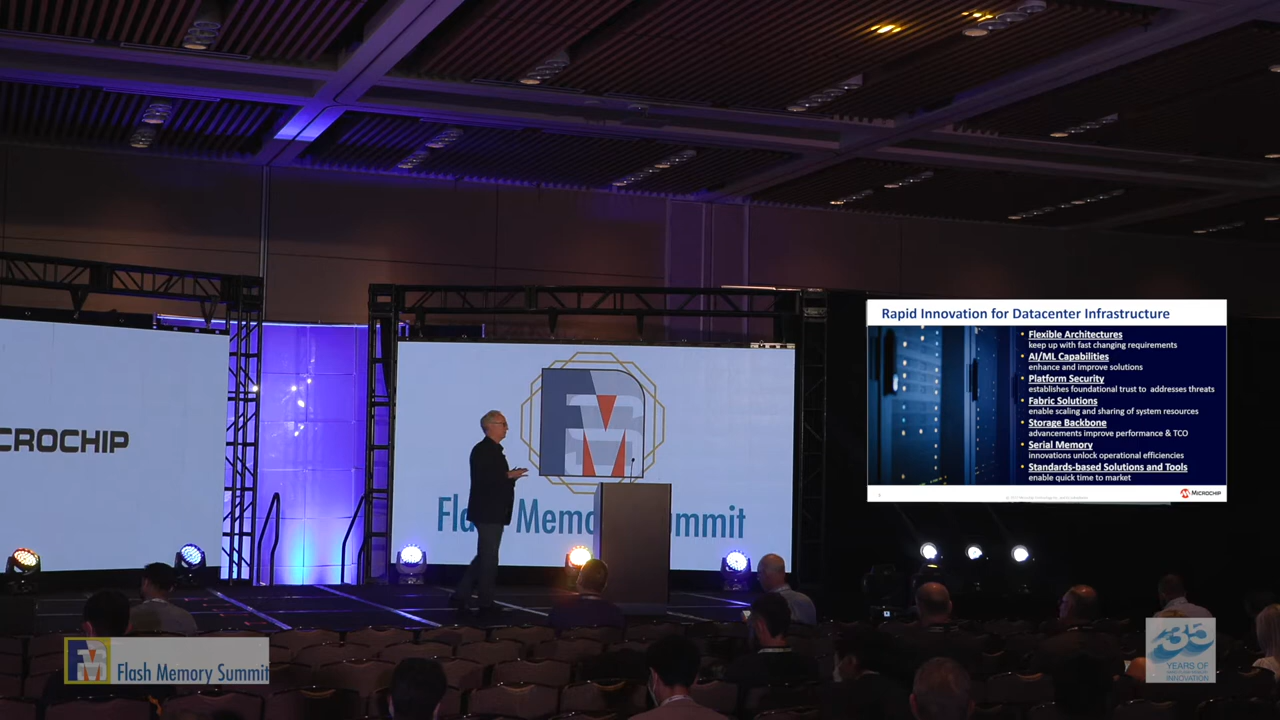 CROCHIP
FM
Flash Memory Summit
Rapid Innovation for Datacenter Infrastructure
Flexible Architectures
keep up with fast changing requirements
AI/ML Capabilities
enhance and improve solutions
Platform Security
establishes foundational trust to addresses threats
Fabric Solutions
enable scaling and sharing of system resources
Storage Backbone
advancements improve performance & TCO
Serial Memory
innovations unlock operational efficiencies
Standards-based Solutions and Tools
enable quick time to market
MICROCHIP
FMS
Flash Memory Summit
35
YEARS OF
INNOVATION